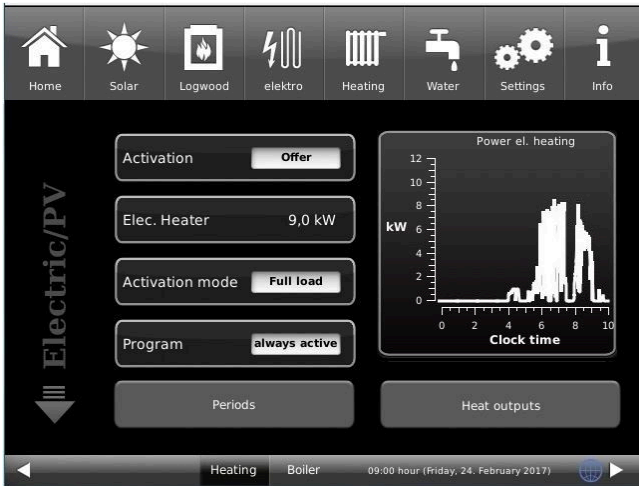 Home Solar Logwood elektro Heating Water Settings Info
Electric/PV
Activation Offer
Elec. Heater 9,0 kW
Activation mode Full load
Program always active
Periods
Power el. heating
kW
12
10
8
6
4
2
0
0 2 4 6 8 10
Clock time
Heat outputs
Heating Boiler 09:00 hour (Friday, 24. February 2017)